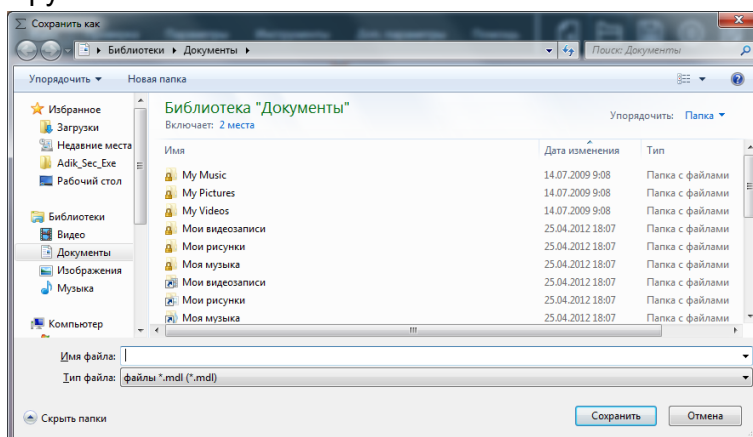 Сохранить как
Библиотеки ▸ Документы ▸
Поиск: Документы
Упорядочить ▼ Новая папка
Избранное
Загрузки
Недавние места
Adik_Sec_Exe
Рабочий стол
Библиотеки
Видео
Документы
Изображения
Музыка
Компьютер
Библиотека "Документы"
Включает: 2 места
Упорядочить: Папка ▼
Имя Дата изменения Тип
My Music 14.07.2009 9:08 Папка с файлами
My Pictures 14.07.2009 9:08 Папка с файлами
My Videos 14.07.2009 9:08 Папка с файлами
Мои видеозаписи 25.04.2012 18:07 Папка с файлами
Мои рисунки 25.04.2012 18:07 Папка с файлами
Моя музыка 25.04.2012 18:07 Папка с файлами
Мои видеозаписи 25.04.2012 18:07 Папка с файлами
Мои рисунки 25.04.2012 18:07 Папка с файлами
Моя музыка 25.04.2012 18:07 Папка с файлами
Имя файла:
Тип файла: файлы *.mdl (*.mdl)
Скрыть папки
Сохранить Отмена